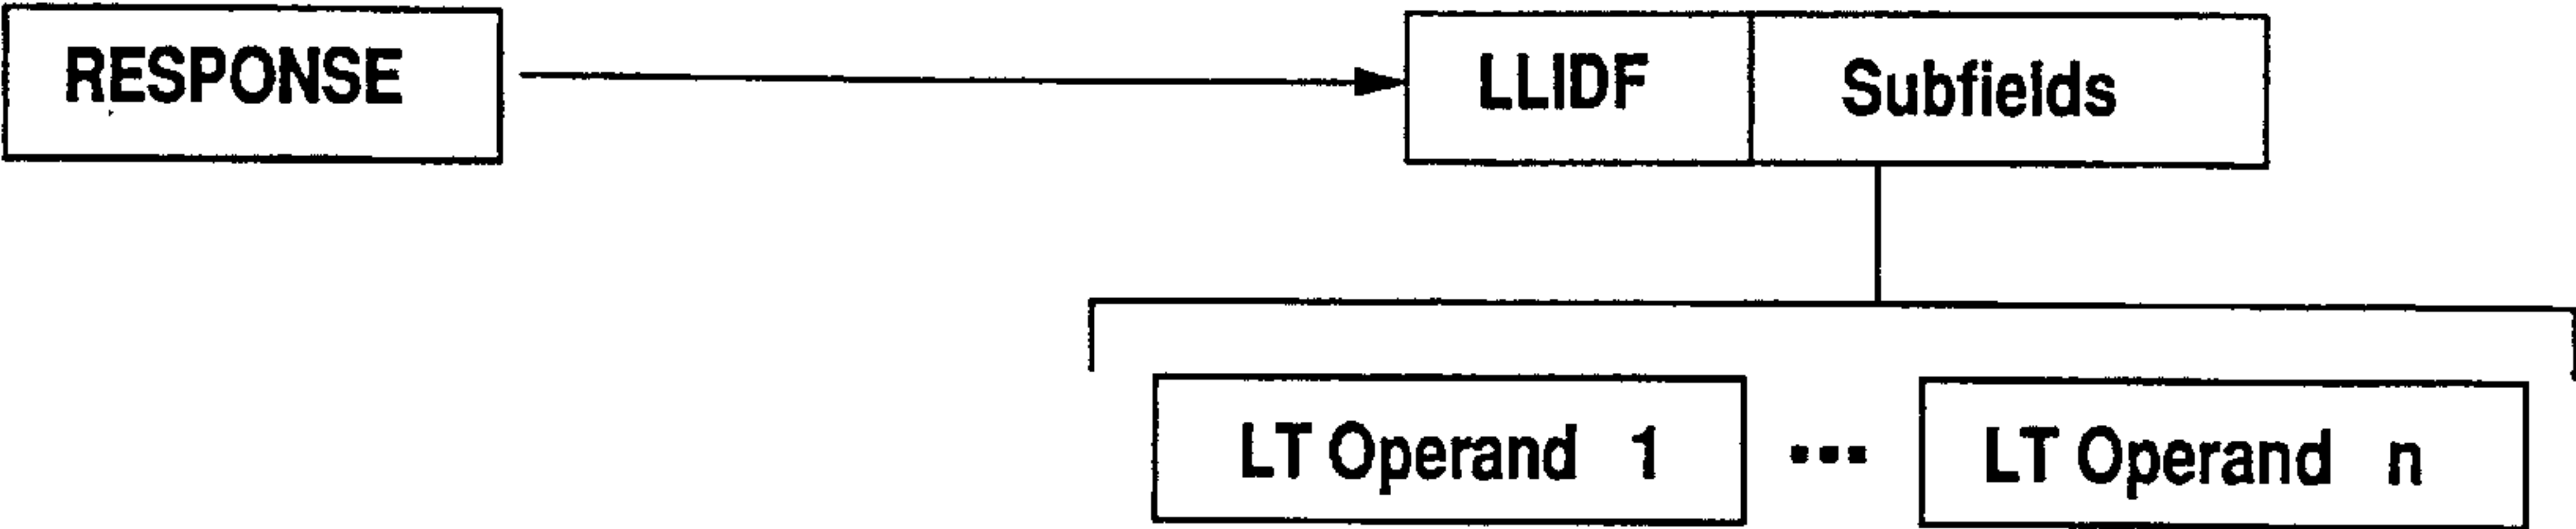 RESPONSE
LLIDF
Subfields
LT Operand 1 ... LT Operand n